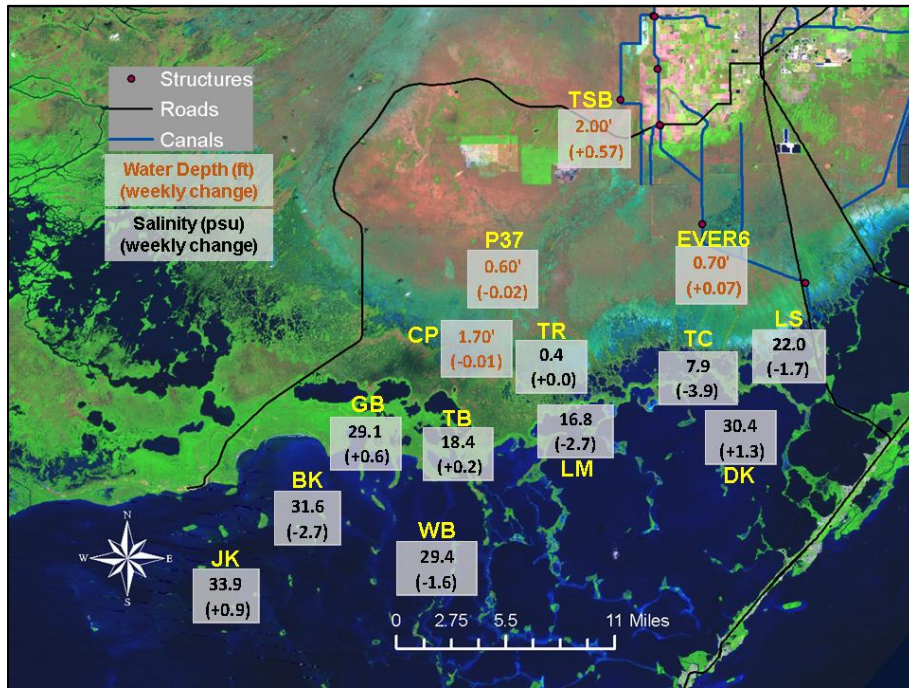 Structures
Roads
Canals
Water Depth (ft)
(weekly change)
Salinity (psu)
(weekly change)
TSB
2.00'
(+0.57)
P37
0.60'
(-0.02)
EVER6
0.70'
(+0.07)
CP
1.70'
(-0.01)
TR
0.4
(+0.0)
TC
7.9
(-3.9)
LS
22.0
(-1.7)
GB
29.1
(+0.6)
TB
18.4
(+0.2)
16.8
(-2.7)
LM
30.4
(+1.3)
DK
BK
31.6
(-2.7)
WB
29.4
(-1.6)
JK
33.9
(+0.9)
N
W E
S
0 2.75 5.5 11 Miles